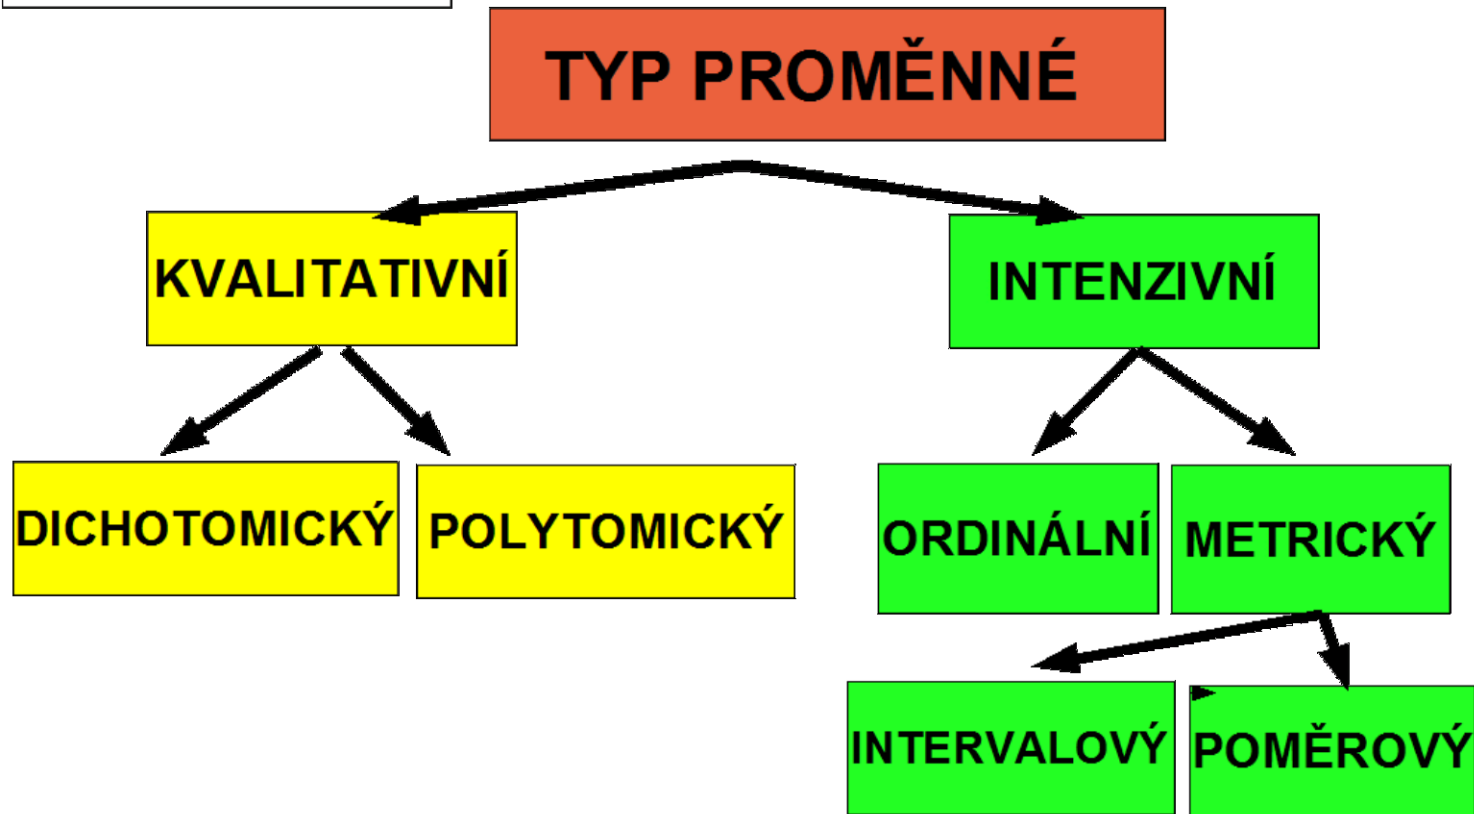 TYP PROMĚNNÉ
KVALITATIVNÍ
INTENZIVNÍ
DICHOTOMICKÝ
POLYTOMICKÝ
ORDINÁLNÍ
METRICKÝ
INTERVALOVÝ
POMĚROVÝ